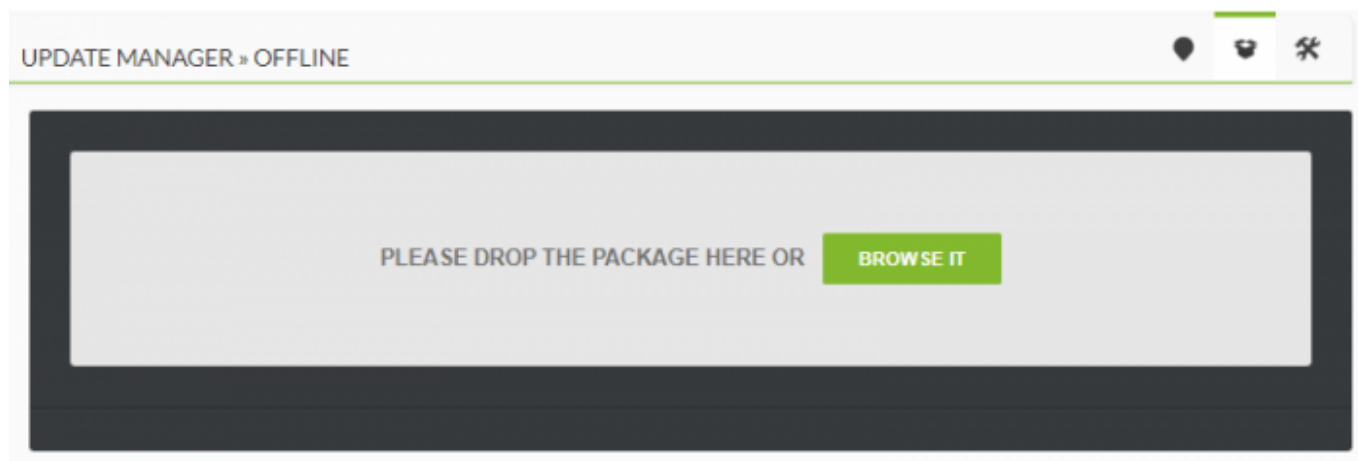 UPDATE MANAGER » OFFLINE
PLEASE DROP THE PACKAGE HERE OR BROWSE IT